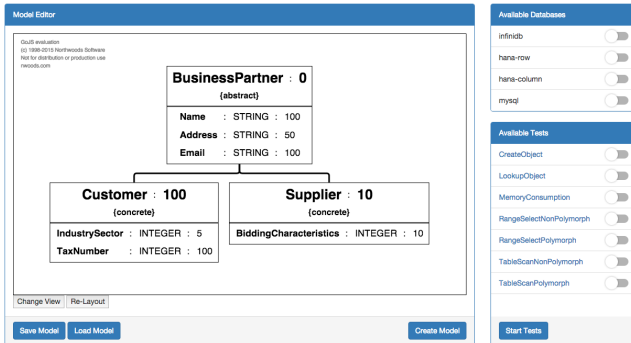 Model Editor
GoJS evaluation
(c) 1998-2015 Northwoods Software
Not for distribution or production use
nwoods.com
BusinessPartner : 0
{abstract}
Name : STRING : 100
Address : STRING : 50
Email : STRING : 100
Customer : 100
{concrete}
IndustrySector : INTEGER : 5
TaxNumber : INTEGER : 100
Supplier : 10
{concrete}
BiddingCharacteristics : INTEGER : 10
Change View Re-Layout
Save Model Load Model Create Model
Available Databases
infinidb
hana-row
hana-column
mysql
Available Tests
CreateObject
LookupObject
MemoryConsumption
RangeSelectNonPolymorph
RangeSelectPolymorph
TableScanNonPolymorph
TableScanPolymorph
Start Tests